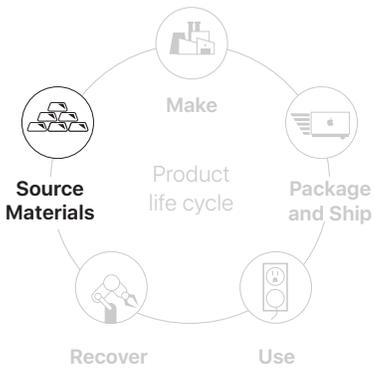 Make
Source
Materials
Product
life cycle
Package
and Ship
Recover
Use